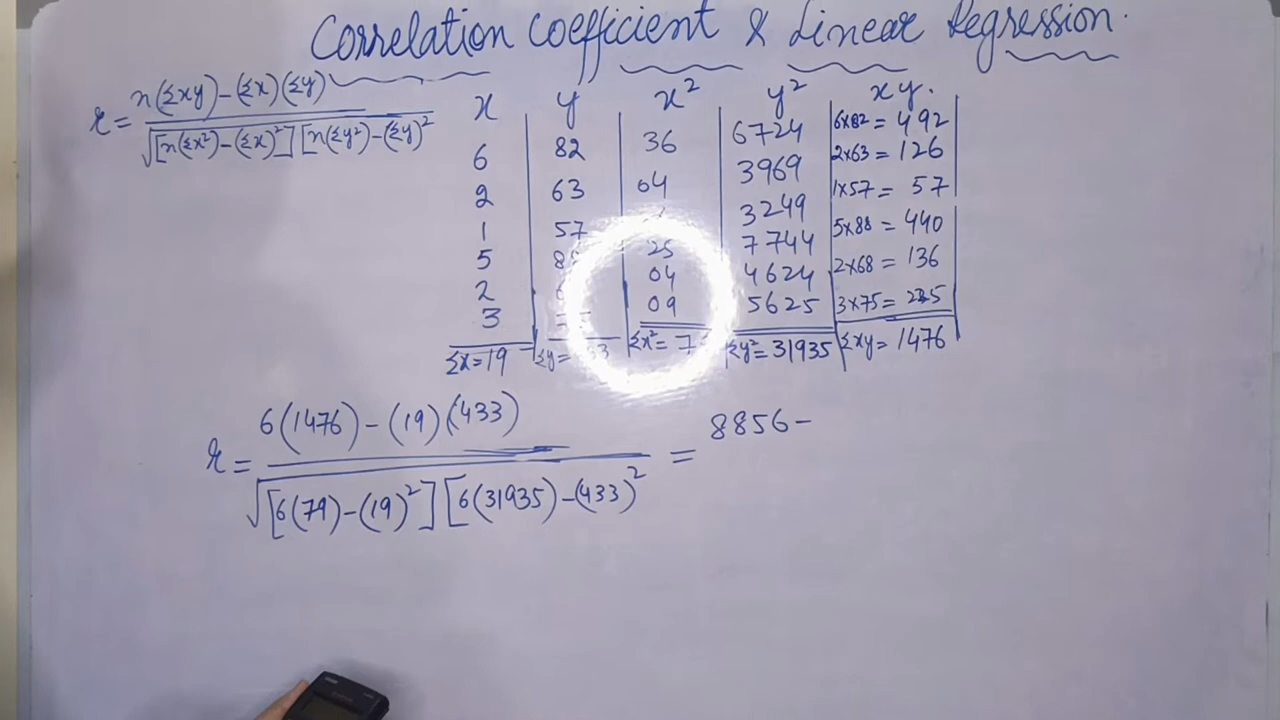 Correlation Coefficient & Linear Regression.
r = n(Σxy) – (Σx)(Σy) / √[n(Σx²) – (Σx)²][n(Σy²) – (Σy)²
x y x² y² xy.
6 82 36 6724 6x82 = 492
2 63 04 3969 2x63 = 126
1 57 3249 1x57 = 57
5 25 7744 5x88 = 440
2 04 4624 2x68 = 136
3 09 5625 3x75 = 225
Σx=19 Σy= Σx²= Σy²= 31935 Σxy= 1476
r = 6(1476) – (19)(433) / √[6(79) – (19)²][6(31935) – (433)² = 8856 –